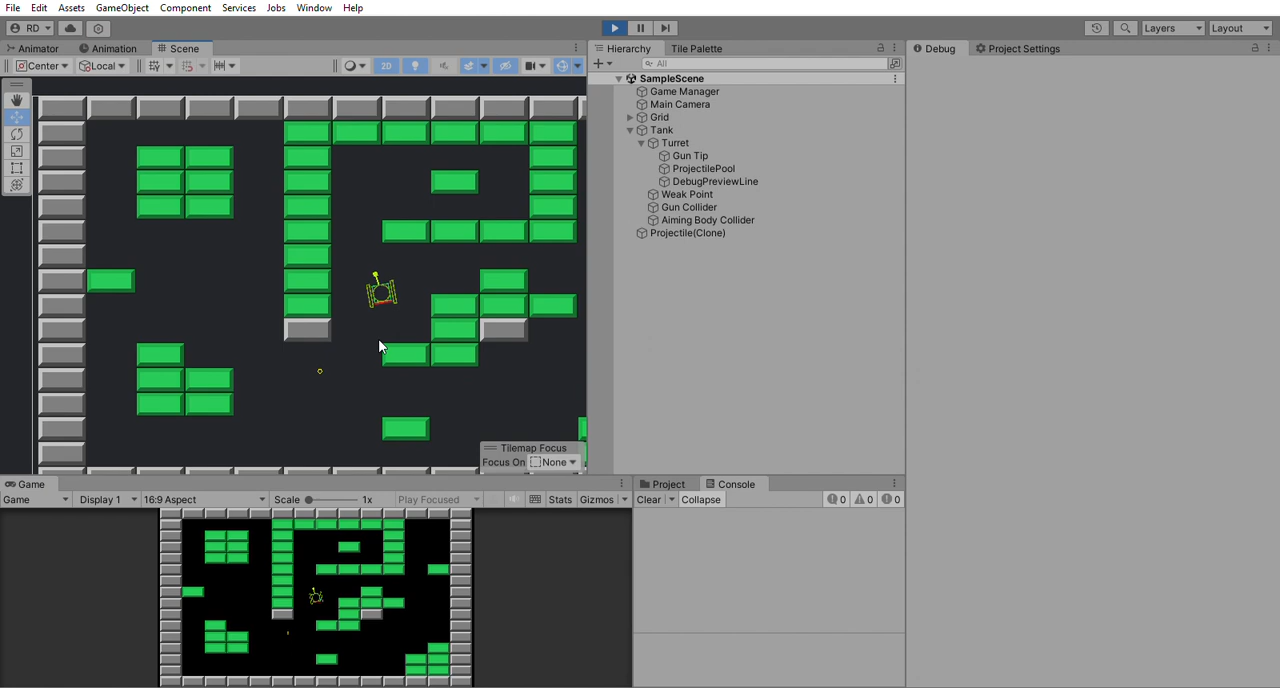 File Edit Assets GameObject Component Services Jobs Window Help
RD Layers Layout
Animator Animation Scene Hierarchy Tile Palette Debug Project Settings
Center Local 2D All
SampleScene
Game Manager
Main Camera
Grid
Tank
Turret
Gun Tip
ProjectilePool
DebugPreviewLine
Weak Point
Gun Collider
Aiming Body Collider
Projectile(Clone)
Tilemap Focus
Focus On None
Game Project Console
Game Display 1 16:9 Aspect Scale 1x Play Focused Stats Gizmos Clear Collapse 0 0 0